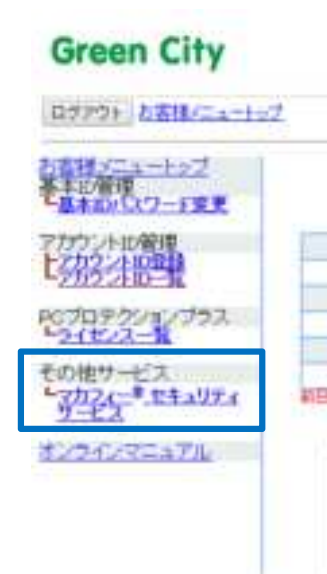 Green City
ログアウト お客様メニュートップ
お客様メニュートップ
基本ID管理
基本IDパスワード変更
アカウントID管理
アカウントID登録
アカウントID一覧
PCプロテクションプラス
ライセンス一覧
その他サービス
マカフィー® セキュリティ
サービス
オンラインマニュアル
前日